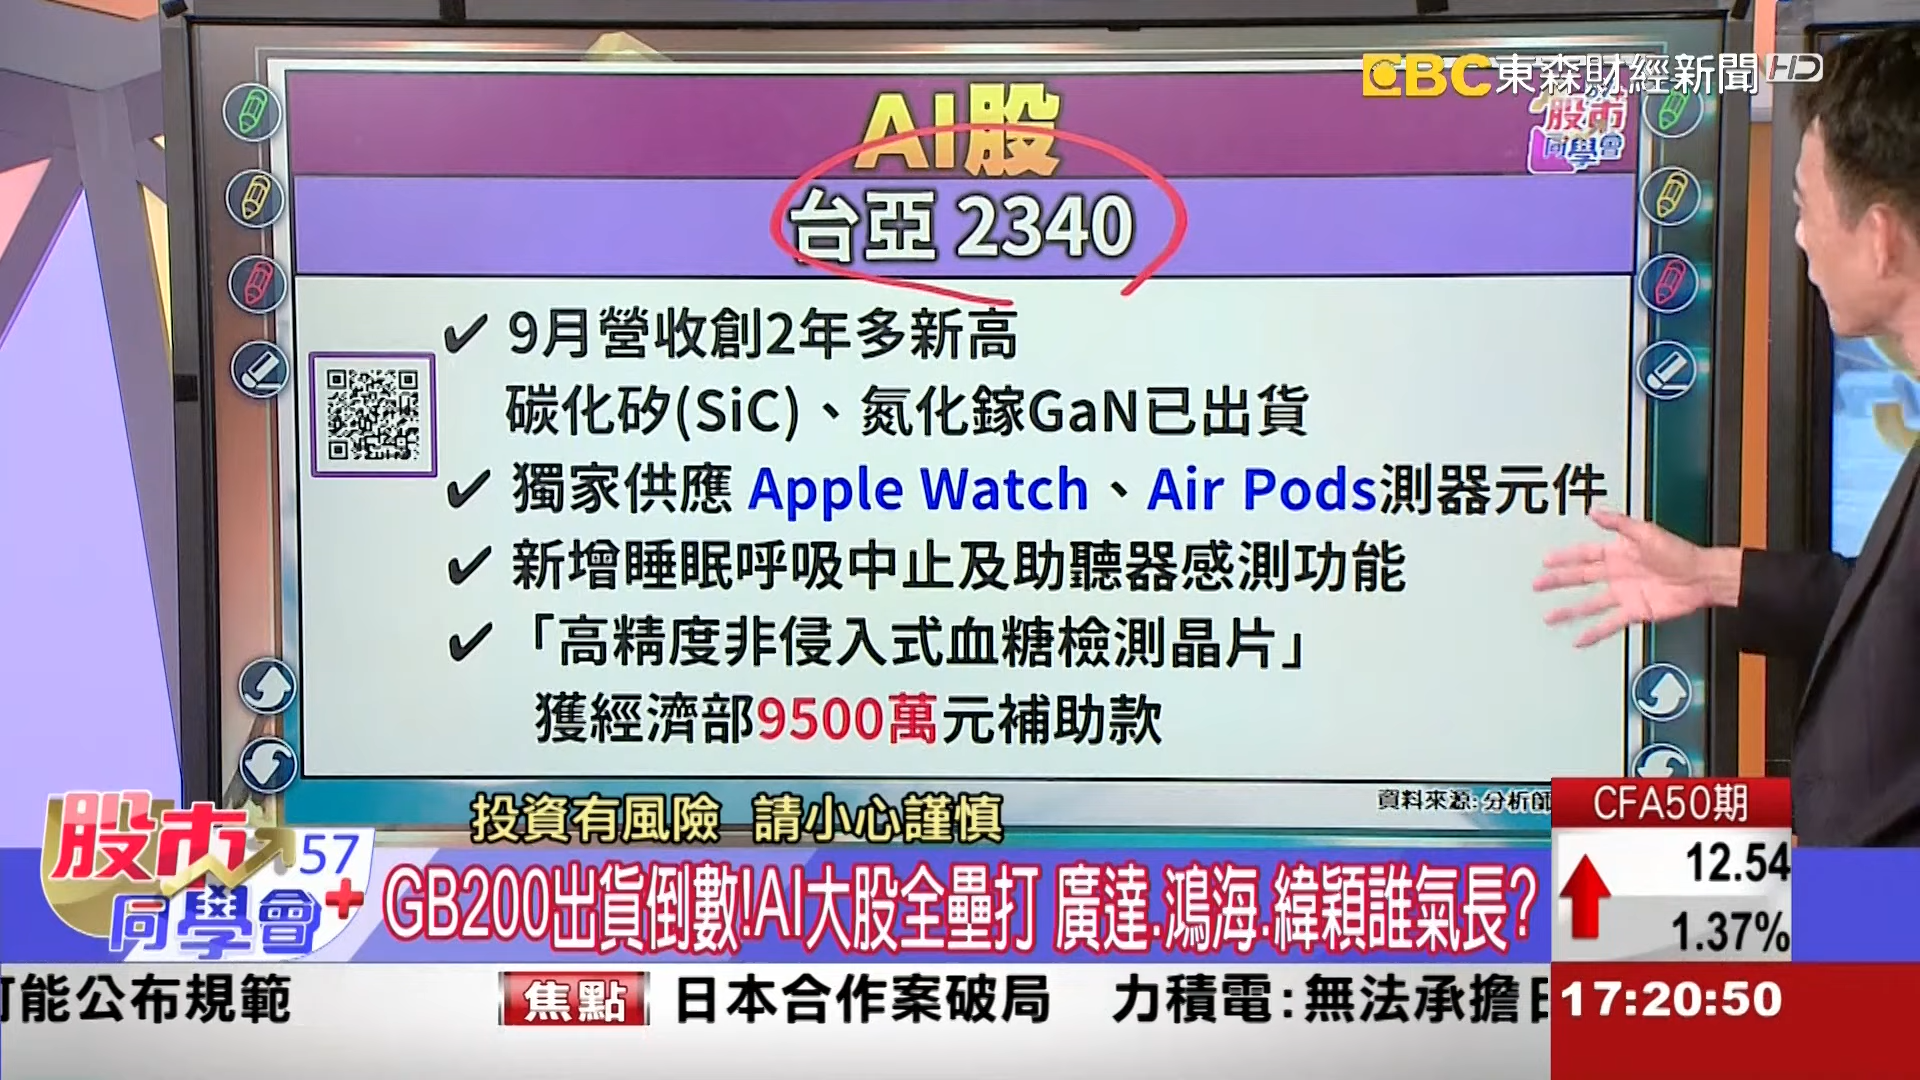 EBC東森財經新聞HD
股市
同學會
AI股
台亞 2340
✔ 9月營收創2年多新高
碳化矽(SiC)、氮化鎵GaN已出貨
✔ 獨家供應 Apple Watch、Air Pods測器元件
✔ 新增睡眠呼吸中止及助聽器感測功能
✔「高精度非侵入式血糖檢測晶片」
獲經濟部9500萬元補助款
資料來源:分析師
投資有風險 請小心謹慎
股市 57
同學會+
GB200出貨倒數!AI大股全壘打 廣達.鴻海.緯穎誰氣長?
CFA50期
12.54
1.37%
可能公布規範 焦點 日本合作案破局 力積電:無法承擔日
17:20:50